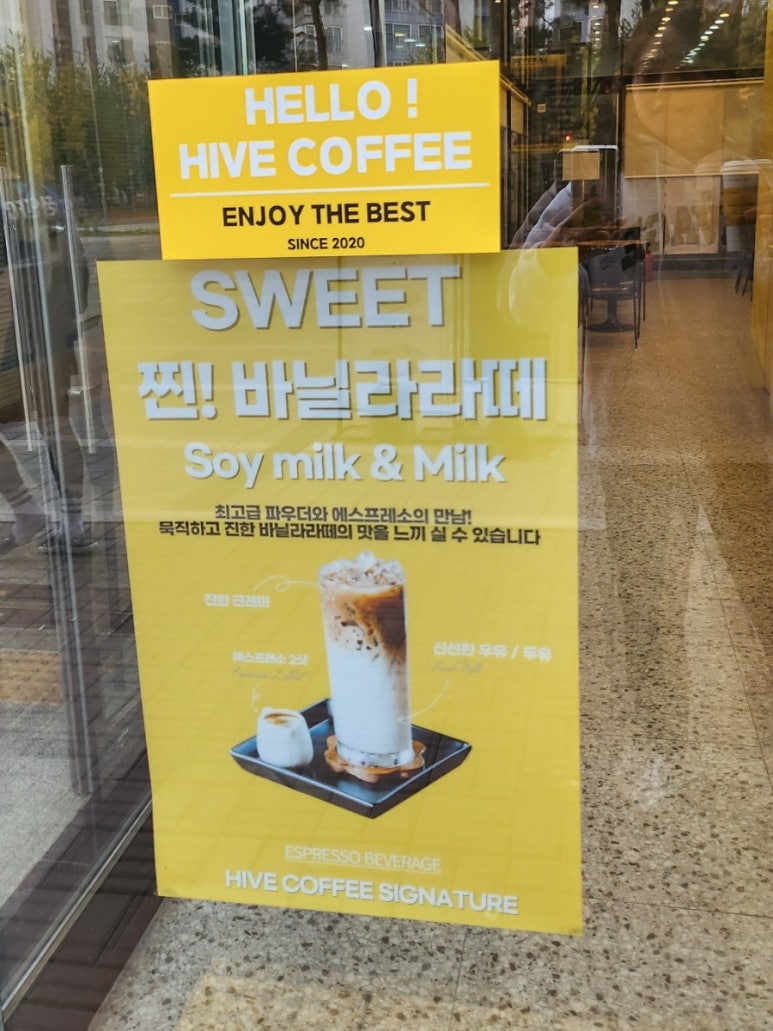 HELLO !
HIVE COFFEE
ENJOY THE BEST
SINCE 2020
SWEET
찐! 바닐라라떼
Soy milk & Milk
최고급 파우더와 에스프레소의 만남!
묵직하고 진한 바닐라라떼의 맛을 느끼 실 수 있습니다
진한 크레마
에스프레소 2샷
신선한 우유 / 두유
Fresh Milk
ESPRESSO BEVERAGE
HIVE COFFEE SIGNATURE